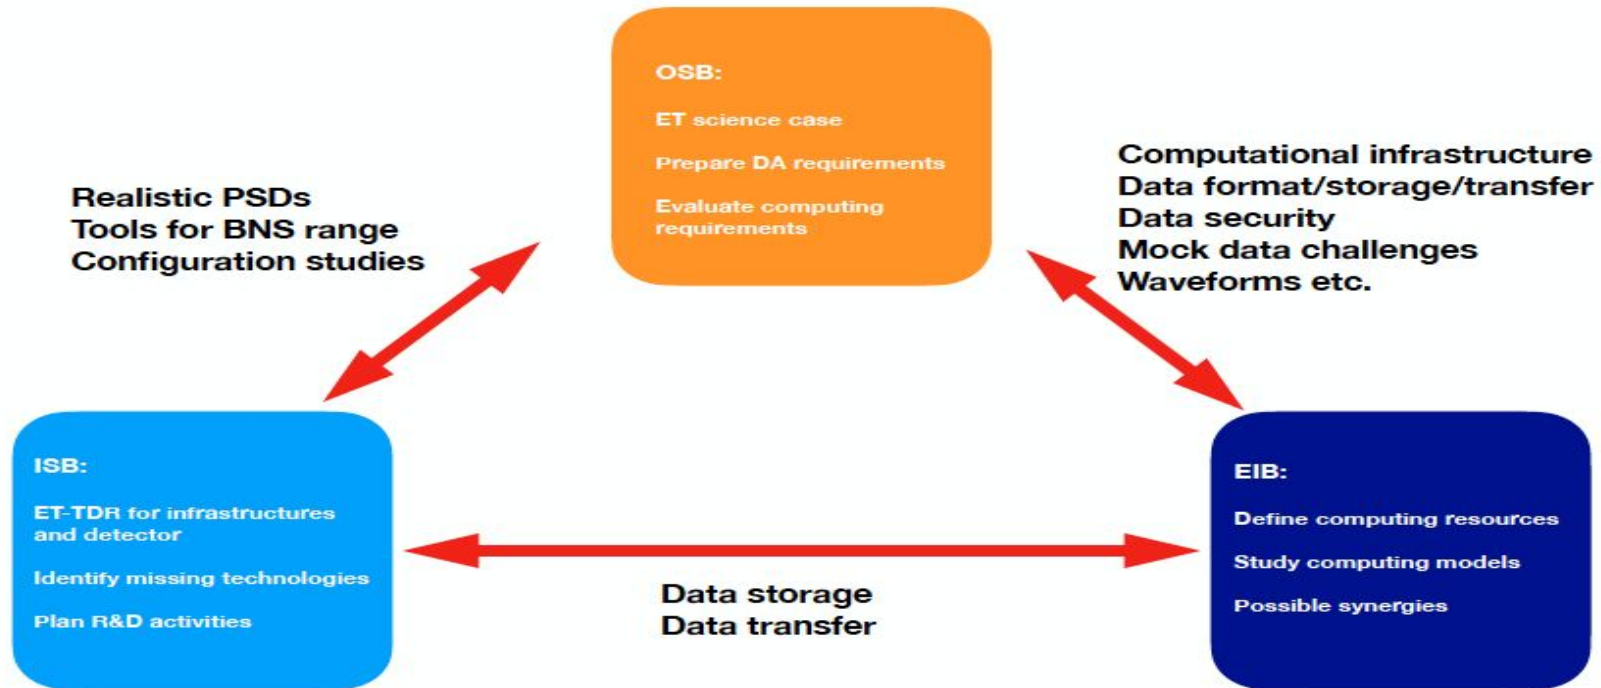 OSB:
ET science case
Prepare DA requirements
Evaluate computing
requirements
Realistic PSDs
Tools for BNS range
Configuration studies
Computational infrastructure
Data format/storage/transfer
Data security
Mock data challenges
Waveforms etc.
ISB:
ET-TDR for infrastructures
and detector
Identify missing technologies
Plan R&D activities
Data storage
Data transfer
EIB:
Define computing resources
Study computing models
Possible synergies